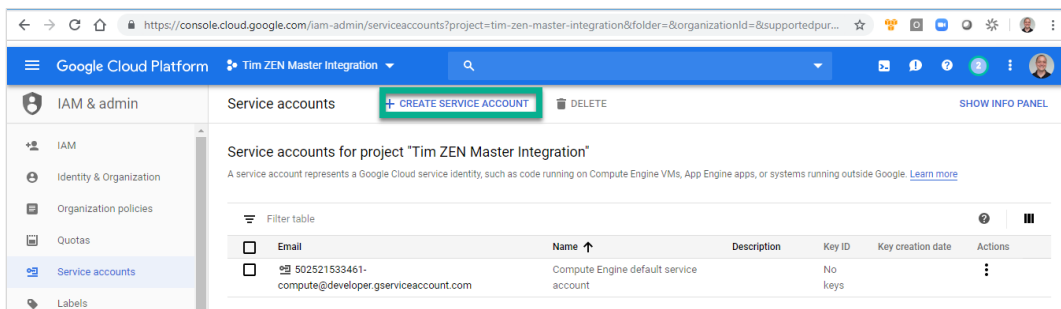 https://console.cloud.google.com/iam-admin/serviceaccounts?project=tim-zen-master-integration&folder=&organizationId=&supportedpur...
Google Cloud Platform Tim ZEN Master Integration 2
IAM & admin
Service accounts + CREATE SERVICE ACCOUNT DELETE SHOW INFO PANEL
IAM
Identity & Organization
Organization policies
Quotas
Service accounts
Labels
Service accounts for project "Tim ZEN Master Integration"
A service account represents a Google Cloud service identity, such as code running on Compute Engine VMs, App Engine apps, or systems running outside Google. Learn more
Filter table
Email Name Description Key ID Key creation date Actions
502521533461-
compute@developer.gserviceaccount.com
Compute Engine default service
account
No
keys